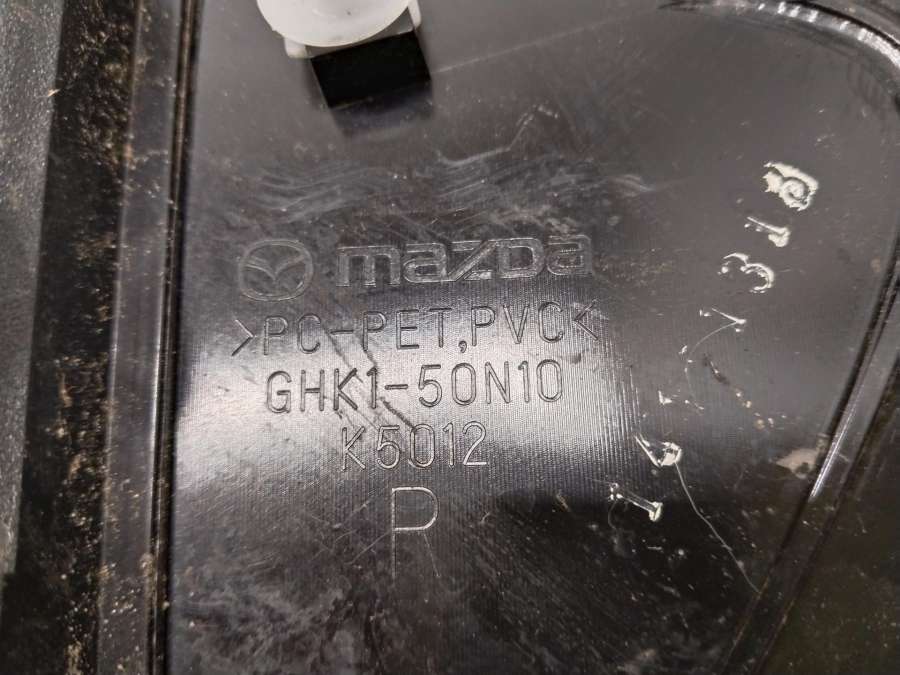 mazda
>PC-PET,PVC<
GHK1-50N10
K5012
P